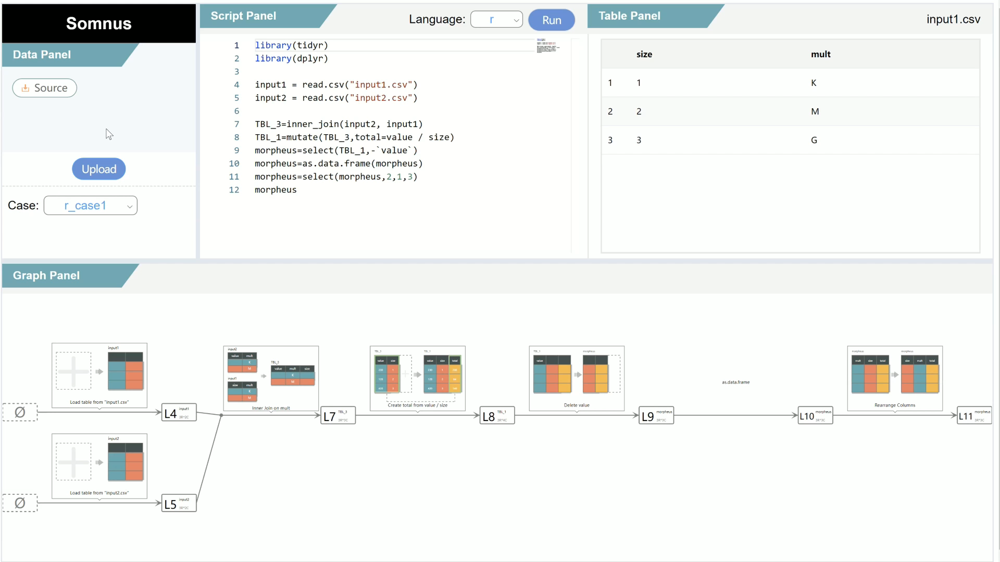 Somnus
Data Panel
Source
Upload
Case: r_case1
Script Panel
Language: r Run
1 library(tidyr)
2 library(dplyr)
3
4 input1 = read.csv("input1.csv")
5 input2 = read.csv("input2.csv")
6
7 TBL_3=inner_join(input2, input1)
8 TBL_1=mutate(TBL_3,total=value / size)
9 morpheus=select(TBL_1,-`value`)
10 morpheus=as.data.frame(morpheus)
11 morpheus=select(morpheus,2,1,3)
12 morpheus
Table Panel
input1.csv
size mult
1 1 K
2 2 M
3 3 G
Graph Panel
input1
Load table from "input1.csv"
Ø
L4 input1 3R*2C
input2
Load table from "input2.csv"
Ø
L5 input2 3R*2C
input2
value mult
K
M
input1
size mult
K
M
TBL_3
value mult size
K
M
Inner Join on mult
L7 TBL_3 3R*3C
TBL_3
value size
230 1
128 2
420 3
TBL_1
value size total
230 1 230
128 2 64
420 3 140
Create total from value / size
L8 TBL_1 3R*4C
TBL_1
value
morpheus
Delete value
L9 morpheus 3R*3C
as.data.frame
L10 morpheus 3R*3C
morpheus
mult size total
morpheus
size mult total
Rearrange Columns
L11 morpheus 3R*3C